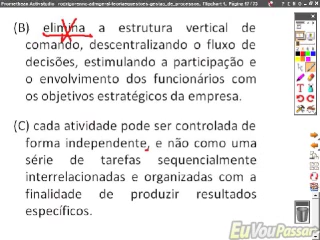 (B) elimina a estrutura vertical de
comando, descentralizando o fluxo de
decisões, estimulando a participação e
o envolvimento dos funcionários com
os objetivos estratégicos da empresa.
(C) cada atividade pode ser controlada de
forma independente, e não como uma
série de tarefas sequencialmente
interrelacionadas e organizadas com a
finalidade de produzir resultados
específicos.
EuVouPassar